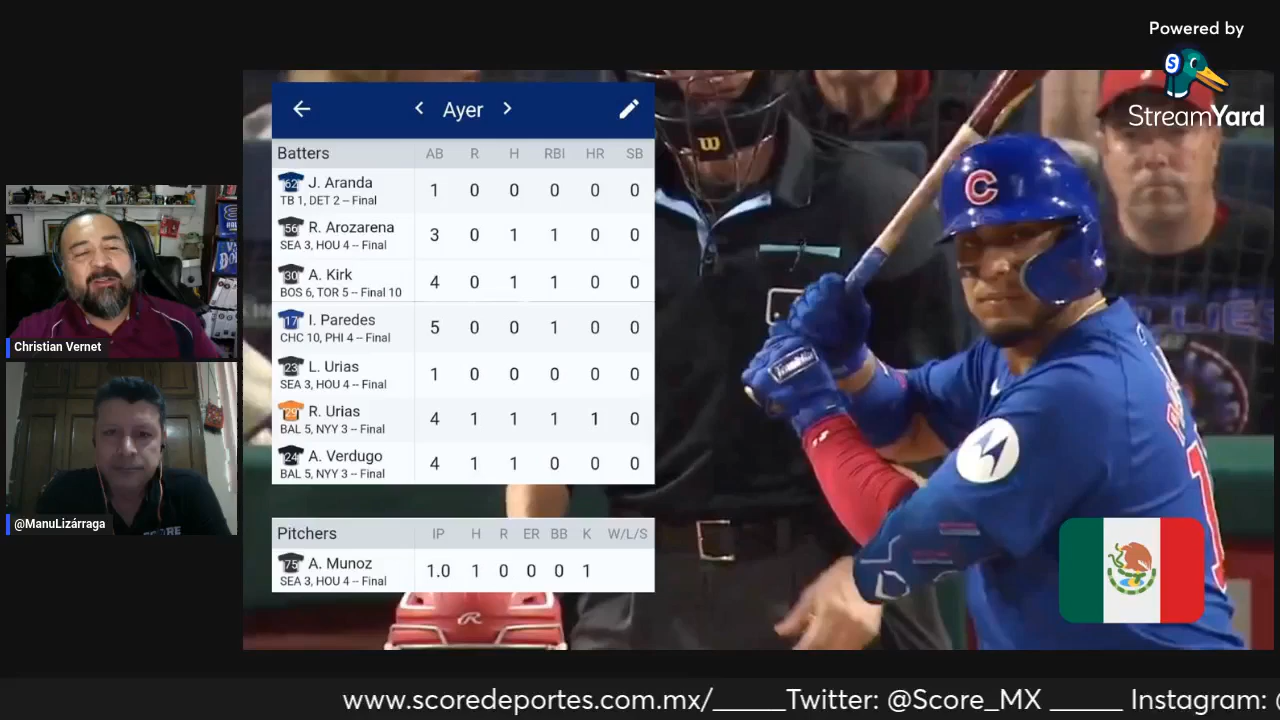 Powered by
StreamYard
Ayer
Batters AB R H RBI HR SB
J. Aranda 1 0 0 0 0 0
TB 1, DET 2 – Final
R. Arozarena 3 0 1 1 0 0
SEA 3, HOU 4 – Final
A. Kirk 4 0 1 1 0 0
BOS 6, TOR 5 – Final 10
I. Paredes 5 0 0 1 0 0
CHC 10, PHI 4 – Final
L. Urias 1 0 0 0 0 0
SEA 3, HOU 4 – Final
R. Urias 4 1 1 1 1 0
BAL 5, NYY 3 – Final
A. Verdugo 4 1 1 0 0 0
BAL 5, NYY 3 – Final
Pitchers IP H R ER BB K W/L/S
A. Munoz 1.0 1 0 0 0 1
SEA 3, HOU 4 – Final
Christian Vernet
@ManuLizárraga
C
www.scoredeportes.com.mx/_____Twitter: @Score_MX _____ Instagram: